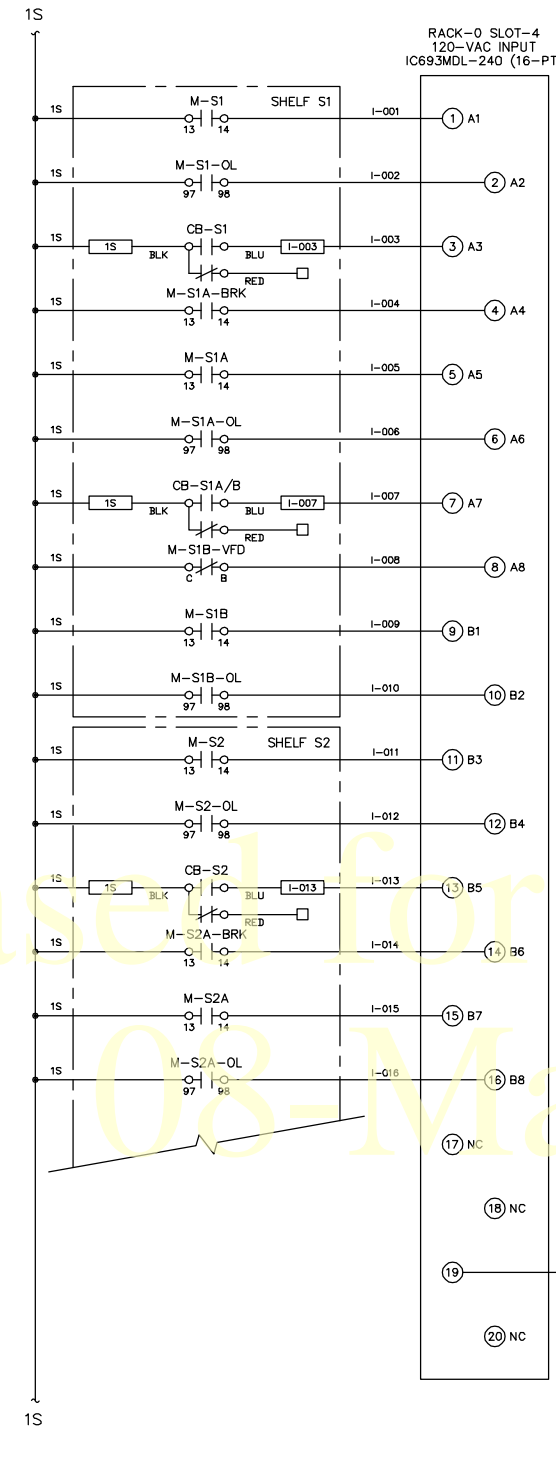 1S
RACK-0 SLOT-4
120-VAC INPUT
IC693MDL-240 (16-PT
SHELF S1
1S M-S1 13 14 I-001 1 A1
1S M-S1-OL 97 98 I-002 2 A2
1S 1S BLK CB-S1 BLU I-003 I-003 3 A3
RED
1S M-S1A-BRK 13 14 I-004 4 A4
1S M-S1A 13 14 I-005 5 A5
1S M-S1A-OL 97 98 I-006 6 A6
1S 1S BLK CB-S1A/B BLU I-007 I-007 7 A7
RED
1S M-S1B-VFD C B I-008 8 A8
1S M-S1B 13 14 I-009 9 B1
1S M-S1B-OL 97 98 I-010 10 B2
SHELF S2
1S M-S2 13 14 I-011 11 B3
1S M-S2-OL 97 98 I-012 12 B4
1S 1S BLK CB-S2 BLU I-013 I-013 13 B5
RED
1S M-S2A-BRK 13 14 I-014 14 B6
1S M-S2A 13 14 I-015 15 B7
1S M-S2A-OL 97 98 I-016 16 B8
17 NC
18 NC
19
20 NC
1S
ased for
08-Ma